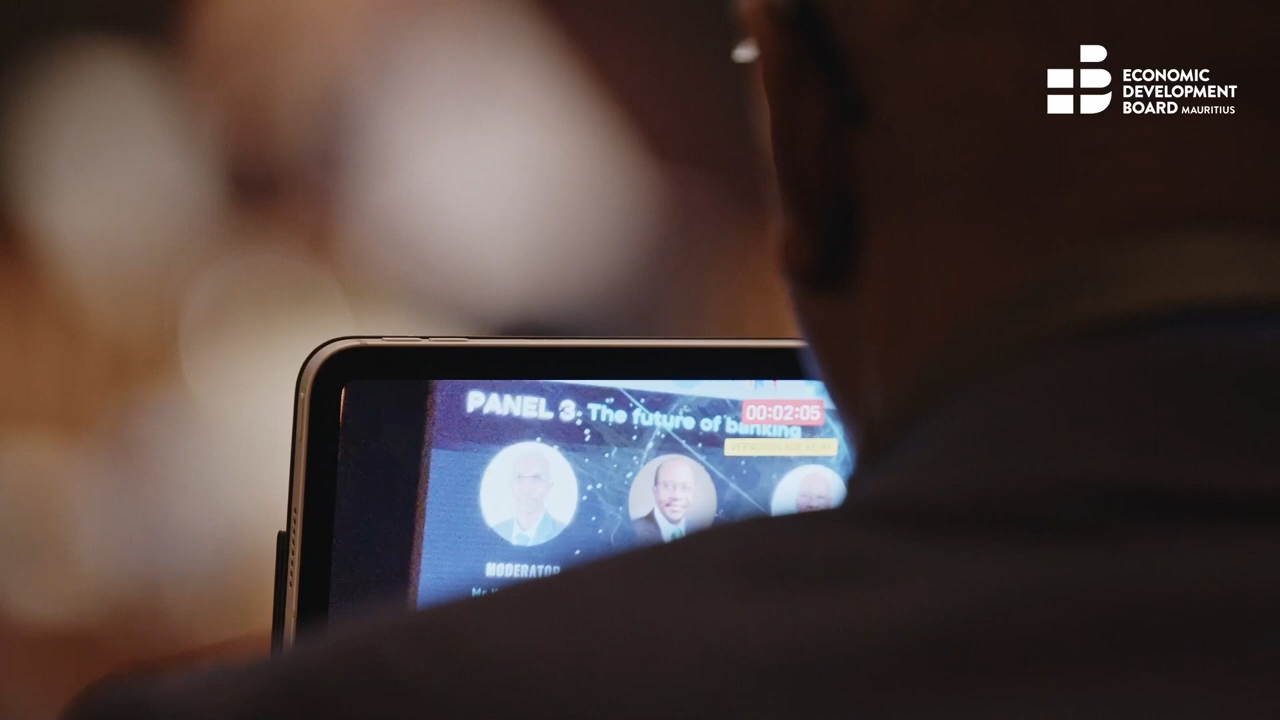 ECONOMIC
DEVELOPMENT
BOARD MAURITIUS
PANEL 3: The future of banking
00:02:05
MODERATOR